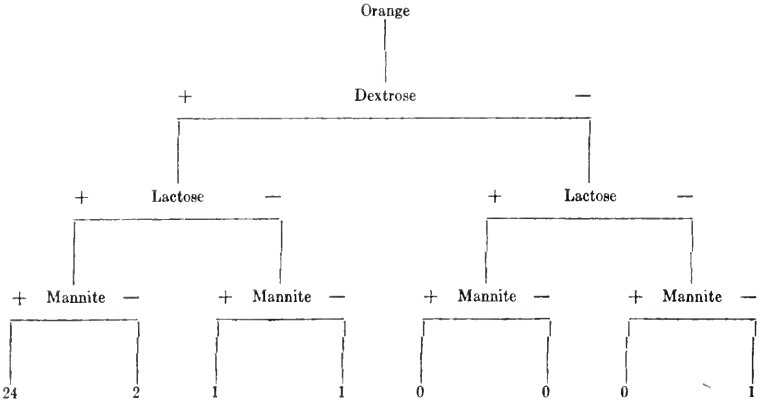 Orange
+ Dextrose —
+ Lactose — + Lactose —
+ Mannite — + Mannite — + Mannite — + Mannite —
24 2 1 1 0 0 0 1